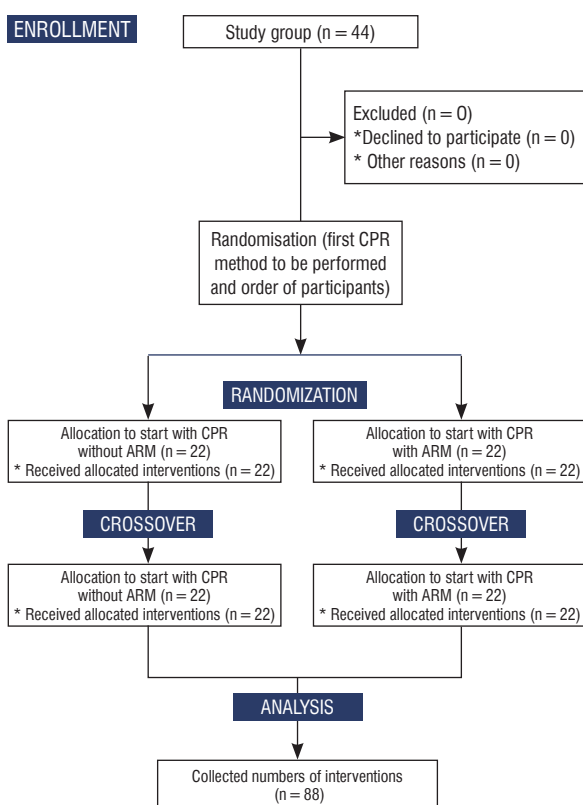 ENROLLMENT
Study group (n = 44)
Excluded (n = O)
*Declined to participate (n = 0)
* Other reasons (n = 0)
Randomisation (first CPR
method to be performed
and order of participants)
RANDOMIZATION
Allocation to start with CPR
without ARM (n = 22)
* Received allocated interventions (n = 22)
Allocation to start with CPR
with ARM (n = 22)
* Received allocated interventions (n = 22)
CROSSOVER
CROSSOVER
Allocation to start with CPR
without ARM (n = 22)
* Received allocated interventions (n = 22)
Allocation to start with CPR
with ARM (n = 22)
* Received allocated interventions (n = 22)
ANALYSIS
Collected numbers of interventions
(n = 88)